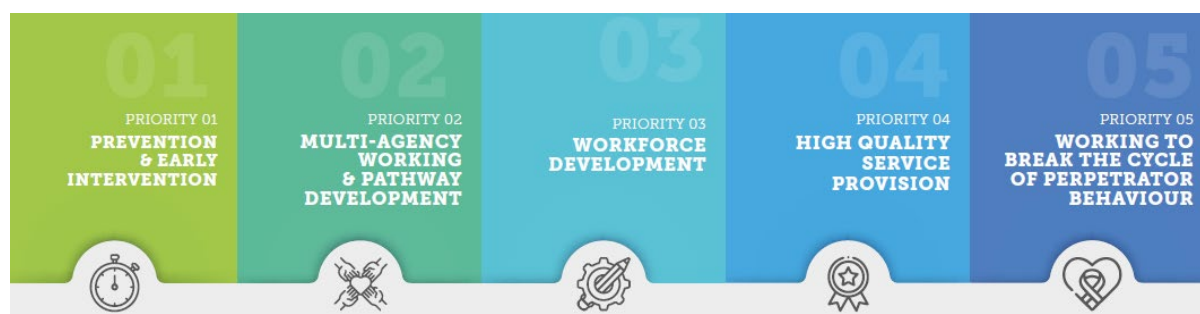 01
PRIORITY 01
PREVENTION
& EARLY
INTERVENTION
02
PRIORITY 02
MULTI-AGENCY
WORKING
& PATHWAY
DEVELOPMENT
03
PRIORITY 03
WORKFORCE
DEVELOPMENT
04
PRIORITY 04
HIGH QUALITY
SERVICE
PROVISION
05
PRIORITY 05
WORKING TO
BREAK THE CYCLE
OF PERPETRATOR
BEHAVIOUR